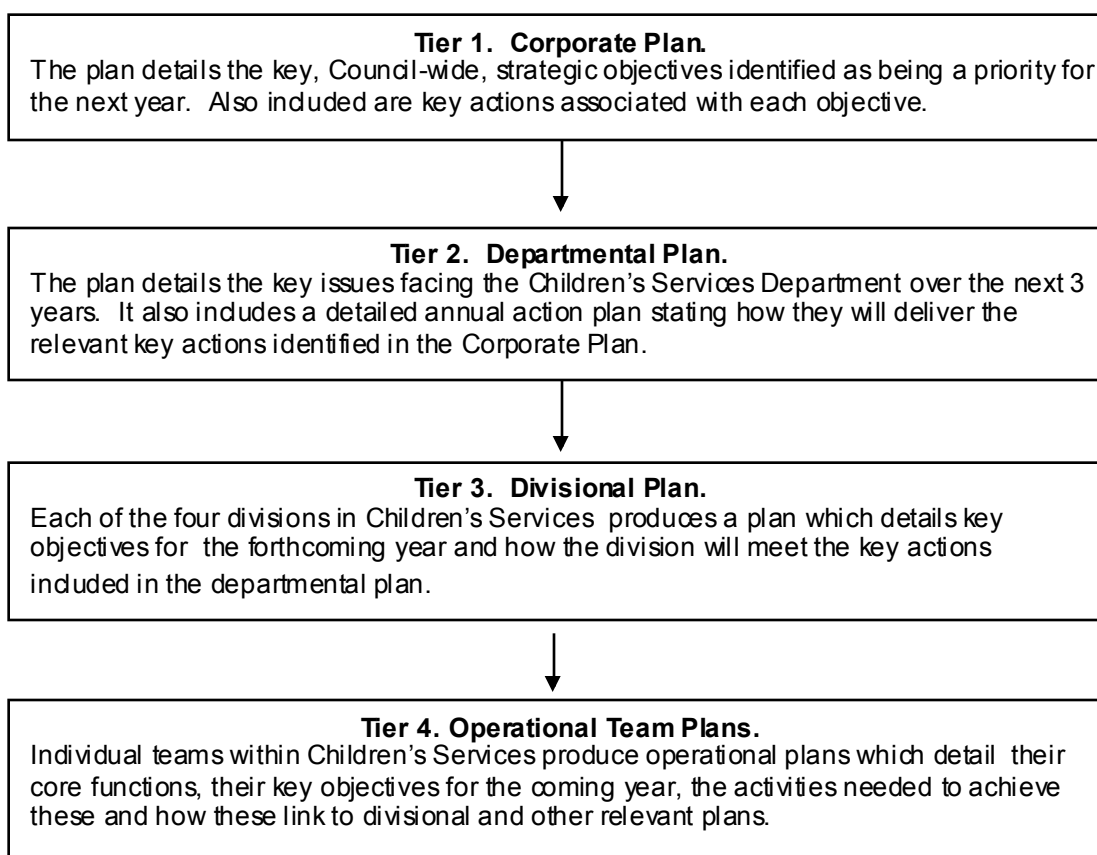 Tier 1.  Corporate Plan.
The plan details the key, Council-wide, strategic objectives identified as being a priority for
the next year.  Also included are key actions associated with each objective.
Tier 2.  Departmental Plan.
The plan details the key issues facing the Children’s Services Department over the next 3
years.  It also includes a detailed annual action plan stating how they will deliver the
relevant key actions identified in the Corporate Plan.
Tier 3.  Divisional Plan.
Each of the four divisions in Children’s Services  produces a plan which details key
objectives for  the forthcoming year and how the division will meet the key actions
included in the departmental plan.
Tier 4. Operational Team Plans.
Individual teams within Children’s Services produce operational plans which detail  their
core functions, their key objectives for the coming year, the activities needed to achieve
these and how these link to divisional and other relevant plans.